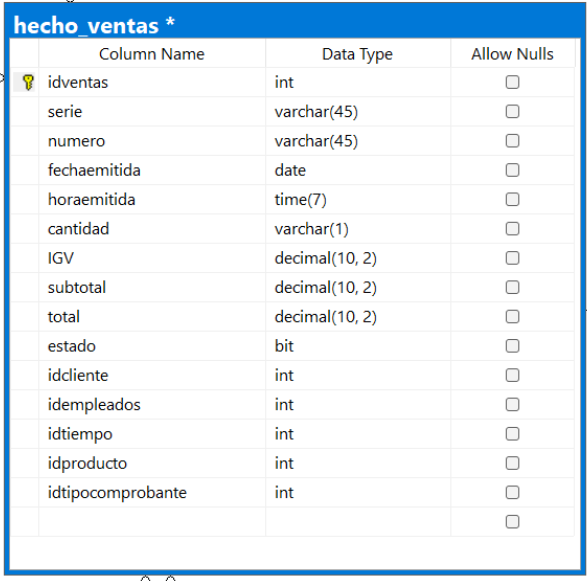 hecho_ventas *
Column Name Data Type Allow Nulls
idventas int
serie varchar(45)
numero varchar(45)
fechaemitida date
horaemitida time(7)
cantidad varchar(1)
IGV decimal(10, 2)
subtotal decimal(10, 2)
total decimal(10, 2)
estado bit
idcliente int
idempleados int
idtiempo int
idproducto int
idtipocomprobante int